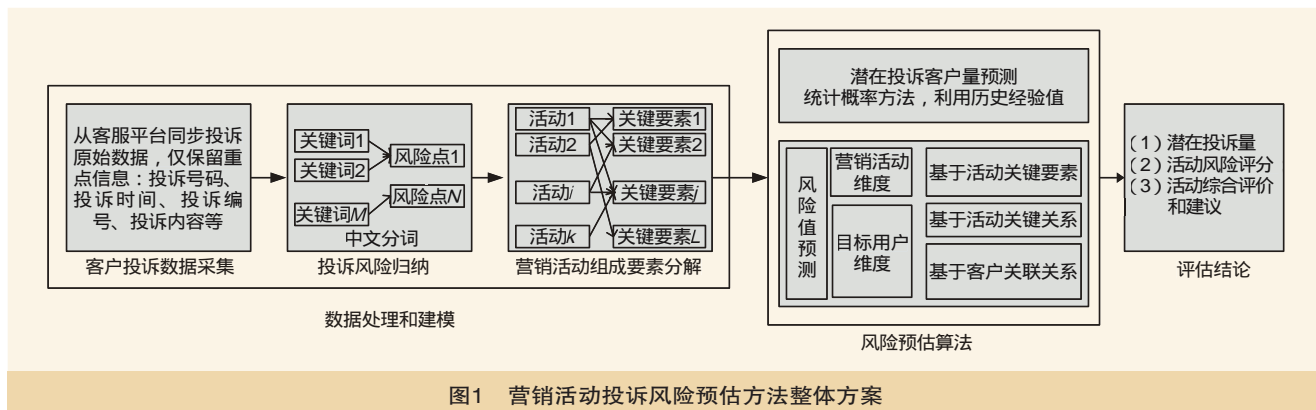 从客服平台同步投诉
原始数据，仅保留重
点信息：投诉号码、
投诉时间、投诉编
号、投诉内容等
客户投诉数据采集
关键词1
关键词2
关键词M
风险点1
风险点N
中文分词
投诉风险归纳
活动1
活动2
活动i
活动k
关键要素1
关键要素2
关键要素j
关键要素L
营销活动组成要素分解
数据处理和建模
潜在投诉客户量预测
统计概率方法，利用历史经验值
风险值预测
营销活动
维度
目标用户
维度
基于活动关键要素
基于活动关键关系
基于客户关联关系
风险预估算法
（1）潜在投诉量
（2）活动风险评分
（3）活动综合评价
和建议
评估结论
图1 营销活动投诉风险预估方法整体方案